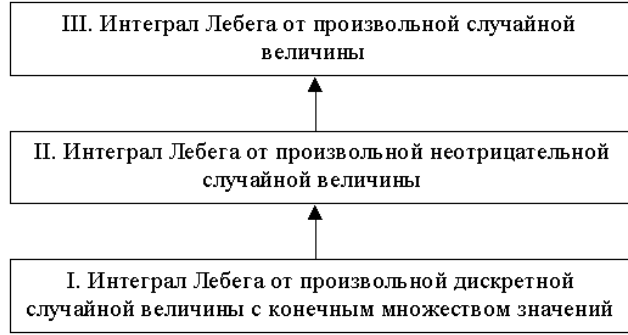 III. Интеграл Лебега от произвольной случайной
величины
II. Интеграл Лебега от произвольной неотрицательной
случайной величины
I. Интеграл Лебега от произвольной дискретной
случайной величины с конечным множеством значений